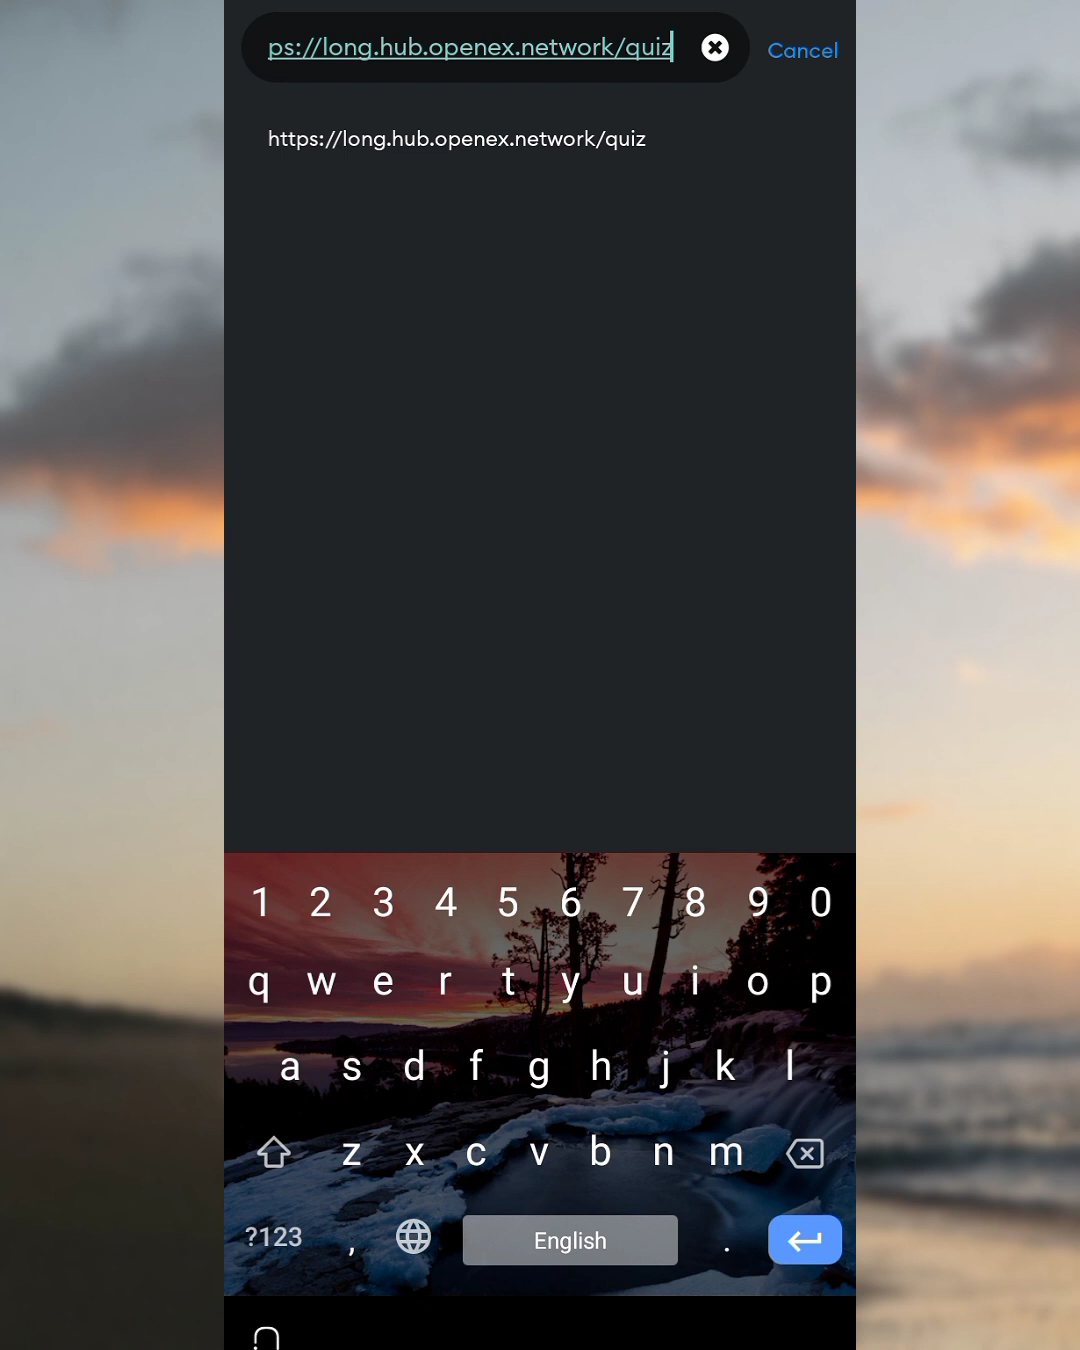 ps://long.hub.openex.network/quiz
Cancel
https://long.hub.openex.network/quiz
1 2 3 4 5 6 7 8 9 0
q w e r t y u i o p
a s d f g h j k l
z x c v b n m
?123 , English .